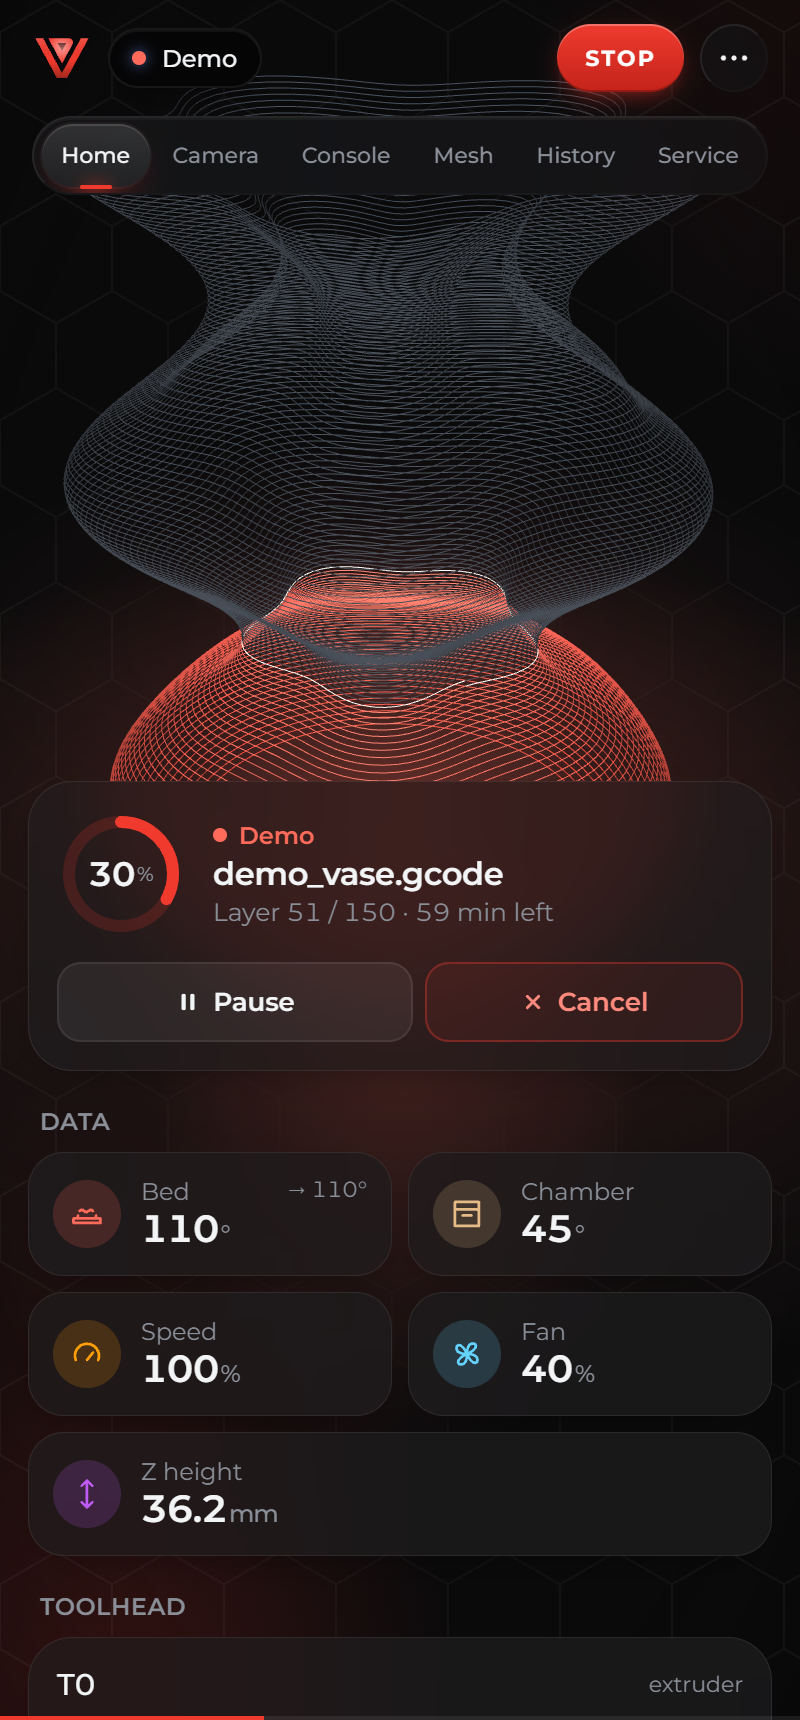 Demo
STOP
Home Camera Console Mesh History Service
30%
Demo
demo_vase.gcode
Layer 51 / 150 · 59 min left
Pause
Cancel
DATA
Bed → 110°
110°
Chamber
45°
Speed
100%
Fan
40%
Z height
36.2mm
TOOLHEAD
T0 extruder